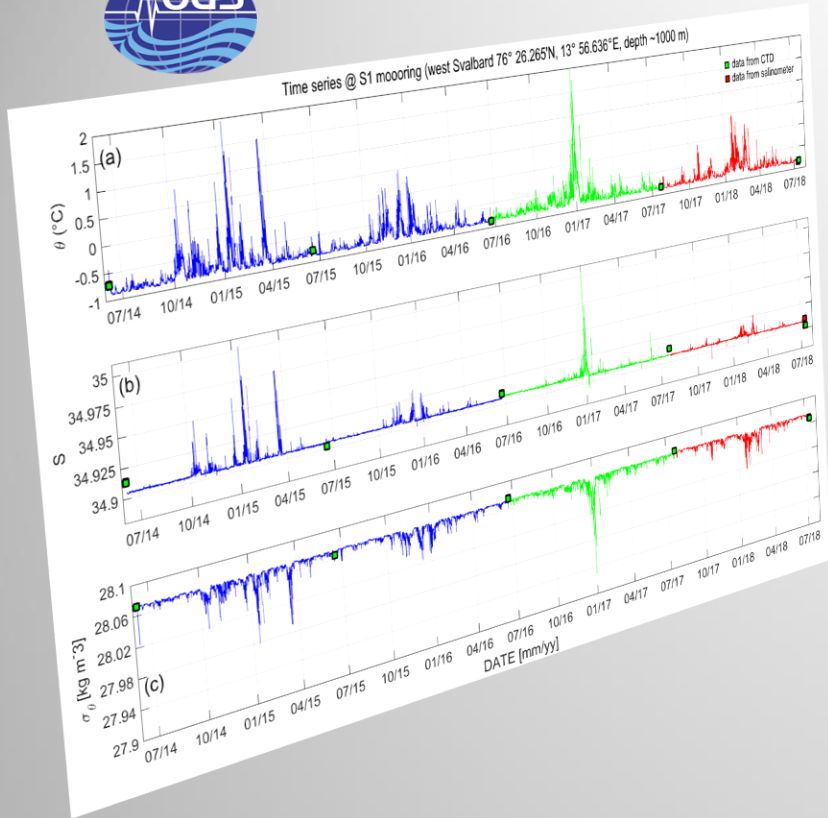 OGS
Time series @ S1 moooring (west Svalbard 76° 26.265'N, 13° 56.636°E, depth ~1000 m)
data from CTD
data from salinometer
(a)
θ (°C)
2
1.5
1
0.5
0
-0.5
-1
07/14 10/14 01/15 04/15 07/15 10/15 01/16 04/16 07/16 10/16 01/17 04/17 07/17 10/17 01/18 04/18 07/18
(b)
S
35
34.975
34.95
34.925
34.9
07/14 10/14 01/15 04/15 07/15 10/15 01/16 04/16 07/16 10/16 01/17 04/17 07/17 10/17 01/18 04/18 07/18
(c)
σθ [kg m^-3]
28.1
28.06
28.02
27.98
27.94
27.9
07/14 10/14 01/15 04/15 07/15 10/15 01/16 04/16 07/16 10/16 01/17 04/17 07/17 10/17 01/18 04/18 07/18
DATE [mm/yy]